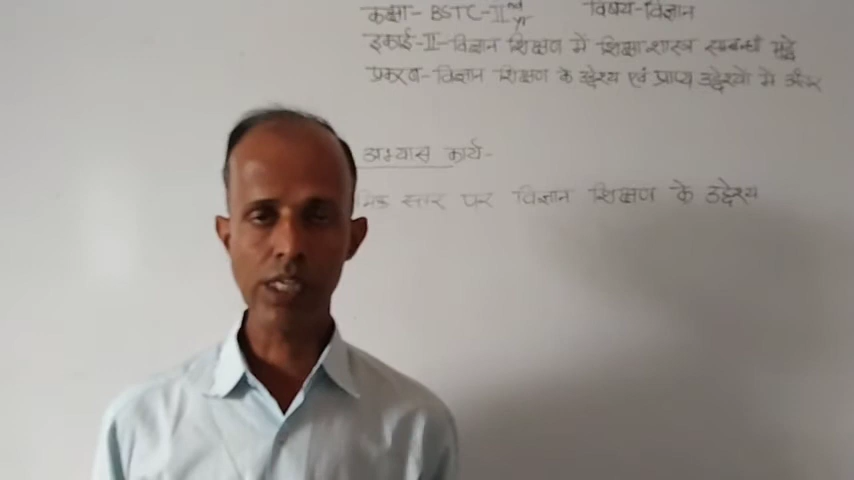 कक्षा- BSTC-II nd yr विषय-विज्ञान
इकाई-II-विज्ञान शिक्षण में शिक्षाशास्त्र सम्बन्धी मुद्दे
प्रकरण-विज्ञान शिक्षण के उद्देश्य एवं प्राप्य उद्देश्यों में अंतर
अभ्यास कार्य-
स्तर पर विज्ञान शिक्षण के उद्देश्य